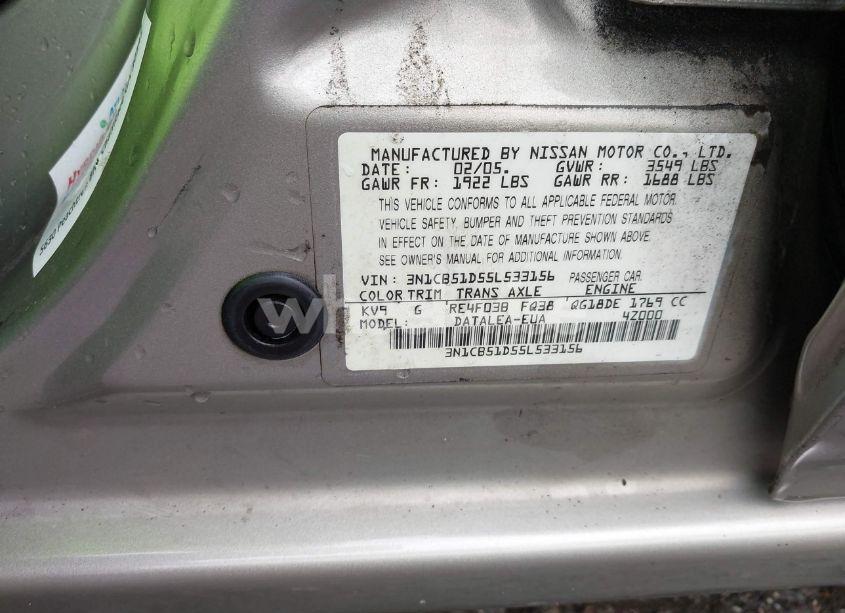 MANUFACTURED BY NISSAN MOTOR CO., LTD.
DATE: 02/05. GVWR: 3549 LBS
GAWR FR: 1922 LBS GAWR RR: 1688 LBS
THIS VEHICLE CONFORMS TO ALL APPLICABLE FEDERAL MOTOR
VEHICLE SAFETY, BUMPER AND THEFT PREVENTION STANDARDS
IN EFFECT ON THE DATE OF MANUFACTURE SHOWN ABOVE.
SEE OWNER'S MANUAL FOR ADDITIONAL INFORMATION.
VIN: 3N1CB51D55L533156 PASSENGER CAR
COLOR TRIM TRANS AXLE ENGINE
KV9 G RE4F03B FQ38 QG18DE 1769 CC
MODEL: DATALEA-EUA 4Z000
3N1CB51D55L533156